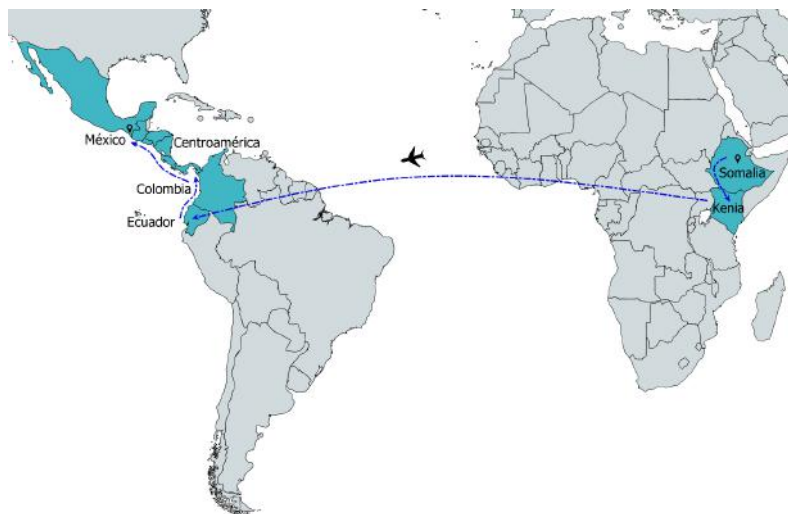 México
Centroamérica
Colombia
Ecuador
Somalia
Kenia